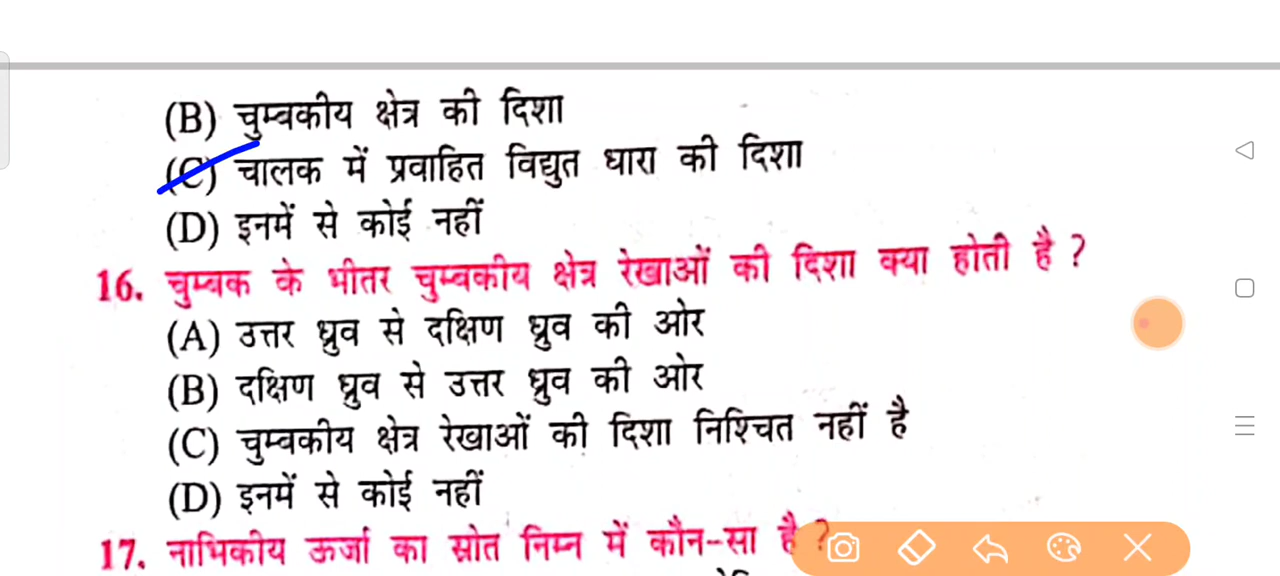 (B) चुम्बकीय क्षेत्र की दिशा
(C) चालक में प्रवाहित विद्युत धारा की दिशा
(D) इनमें से कोई नहीं
16. चुम्बक के भीतर चुम्बकीय क्षेत्र रेखाओं की दिशा क्या होती है ?
(A) उत्तर ध्रुव से दक्षिण ध्रुव की ओर
(B) दक्षिण ध्रुव से उत्तर ध्रुव की ओर
(C) चुम्बकीय क्षेत्र रेखाओं की दिशा निश्चित नहीं है
(D) इनमें से कोई नहीं
17. नाभिकीय ऊर्जा का स्रोत निम्न में कौन-सा है ?